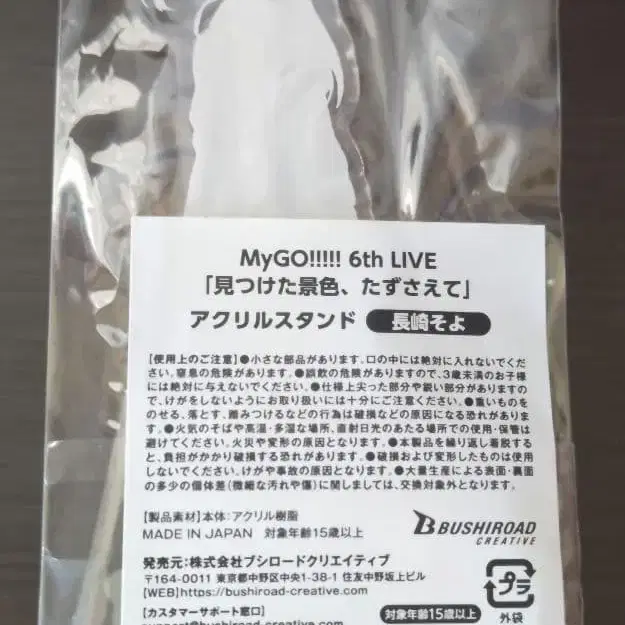 MyGO!!!!! 6th LIVE
「見つけた景色、たずさえて」
アクリルスタンド 長崎そよ
【使用上のご注意】●小さな部品があります。口の中には絶対に入れないでくだ
さい。窒息の危険があります。●誤飲の危険がありますので、3歳未満のお子様
には絶対に与えないでください。●仕様上尖った部分や鋭い部分がありますの
で、けがをしないようにお取り扱いには十分にご注意ください。●重いものを
のせる、落とす、踏みつけるなどの行為は破損などの原因になる恐れがありま
す。●火気のそばや高温・多湿な場所、直射日光のあたる場所での使用・保管は
避けてください。火災や変形の原因となります。●本製品を繰り返し着脱する
と、負担がかかり破損する恐れがあります。●破損および変形したものは使用
しないでください。けがや事故の原因となります。●大量生産による表面・裏面
の多少の個体差(微細な汚れや傷)に関しましては、交換対象外となります。
【製品素材】本体:アクリル樹脂
MADE IN JAPAN 対象年齢15歳以上
BUSHIROAD
CREATIVE
発売元:株式会社ブシロードクリエイティブ
〒164-0011 東京都中野区中央1-38-1 住友中野坂上ビル
【WEB】https://bushiroad-creative.com
プラ
外袋
【カスタマーサポート窓口】
対象年齢15歳以上
support@bushiroad-creative.com